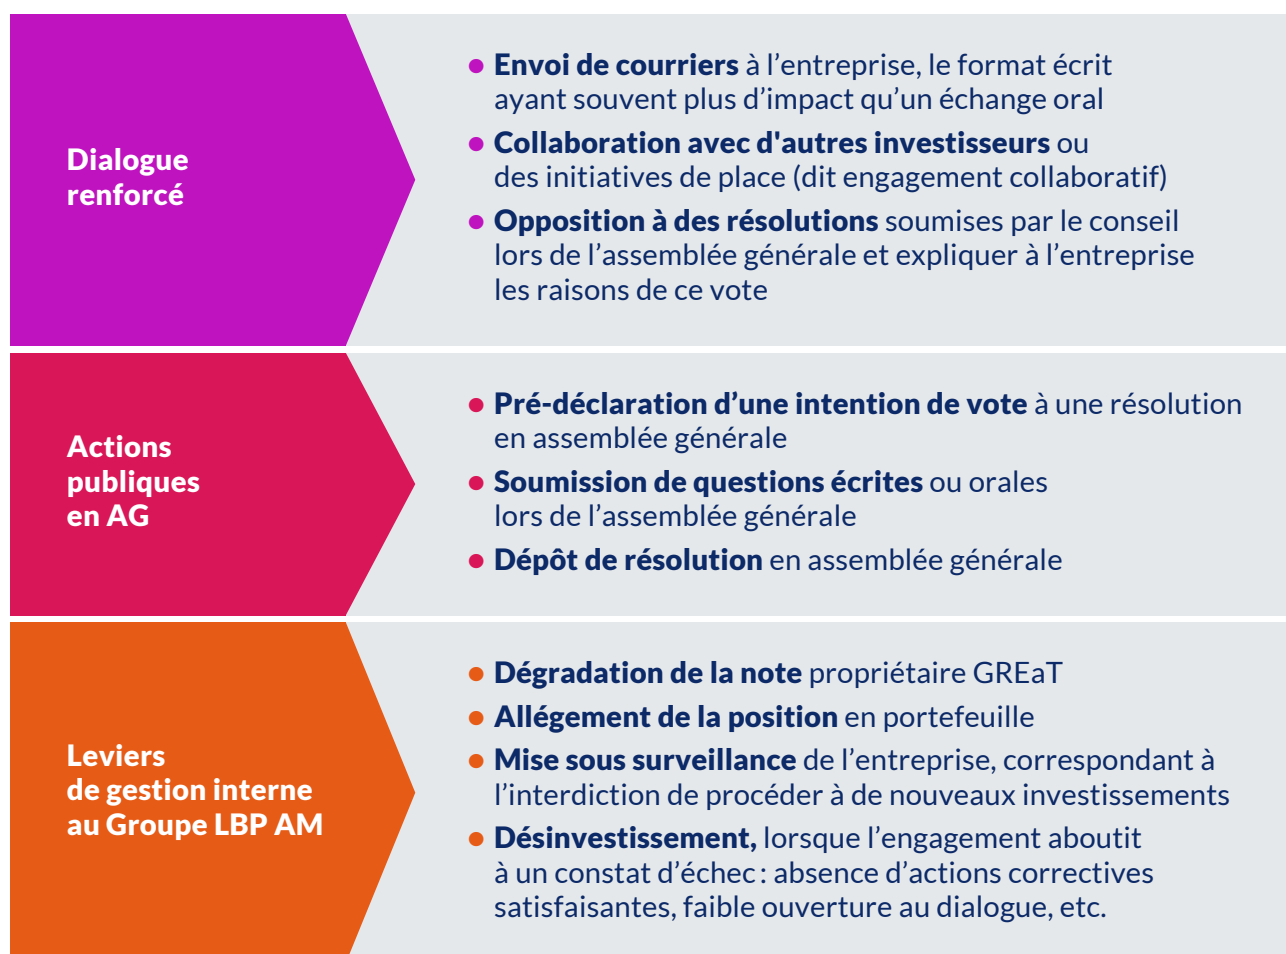 Dialogue
renforcé
● Envoi de courriers à l’entreprise, le format écrit
ayant souvent plus d’impact qu’un échange oral
● Collaboration avec d'autres investisseurs ou
des initiatives de place (dit engagement collaboratif)
● Opposition à des résolutions soumises par le conseil
lors de l’assemblée générale et expliquer à l’entreprise
les raisons de ce vote
Actions
publiques
en AG
● Pré-déclaration d’une intention de vote à une résolution
en assemblée générale
● Soumission de questions écrites ou orales
lors de l’assemblée générale
● Dépôt de résolution en assemblée générale
Leviers
de gestion interne
au Groupe LBP AM
● Dégradation de la note propriétaire GREaT
● Allégement de la position en portefeuille
● Mise sous surveillance de l’entreprise, correspondant à
l’interdiction de procéder à de nouveaux investissements
● Désinvestissement, lorsque l’engagement aboutit
à un constat d’échec : absence d’actions correctives
satisfaisantes, faible ouverture au dialogue, etc.